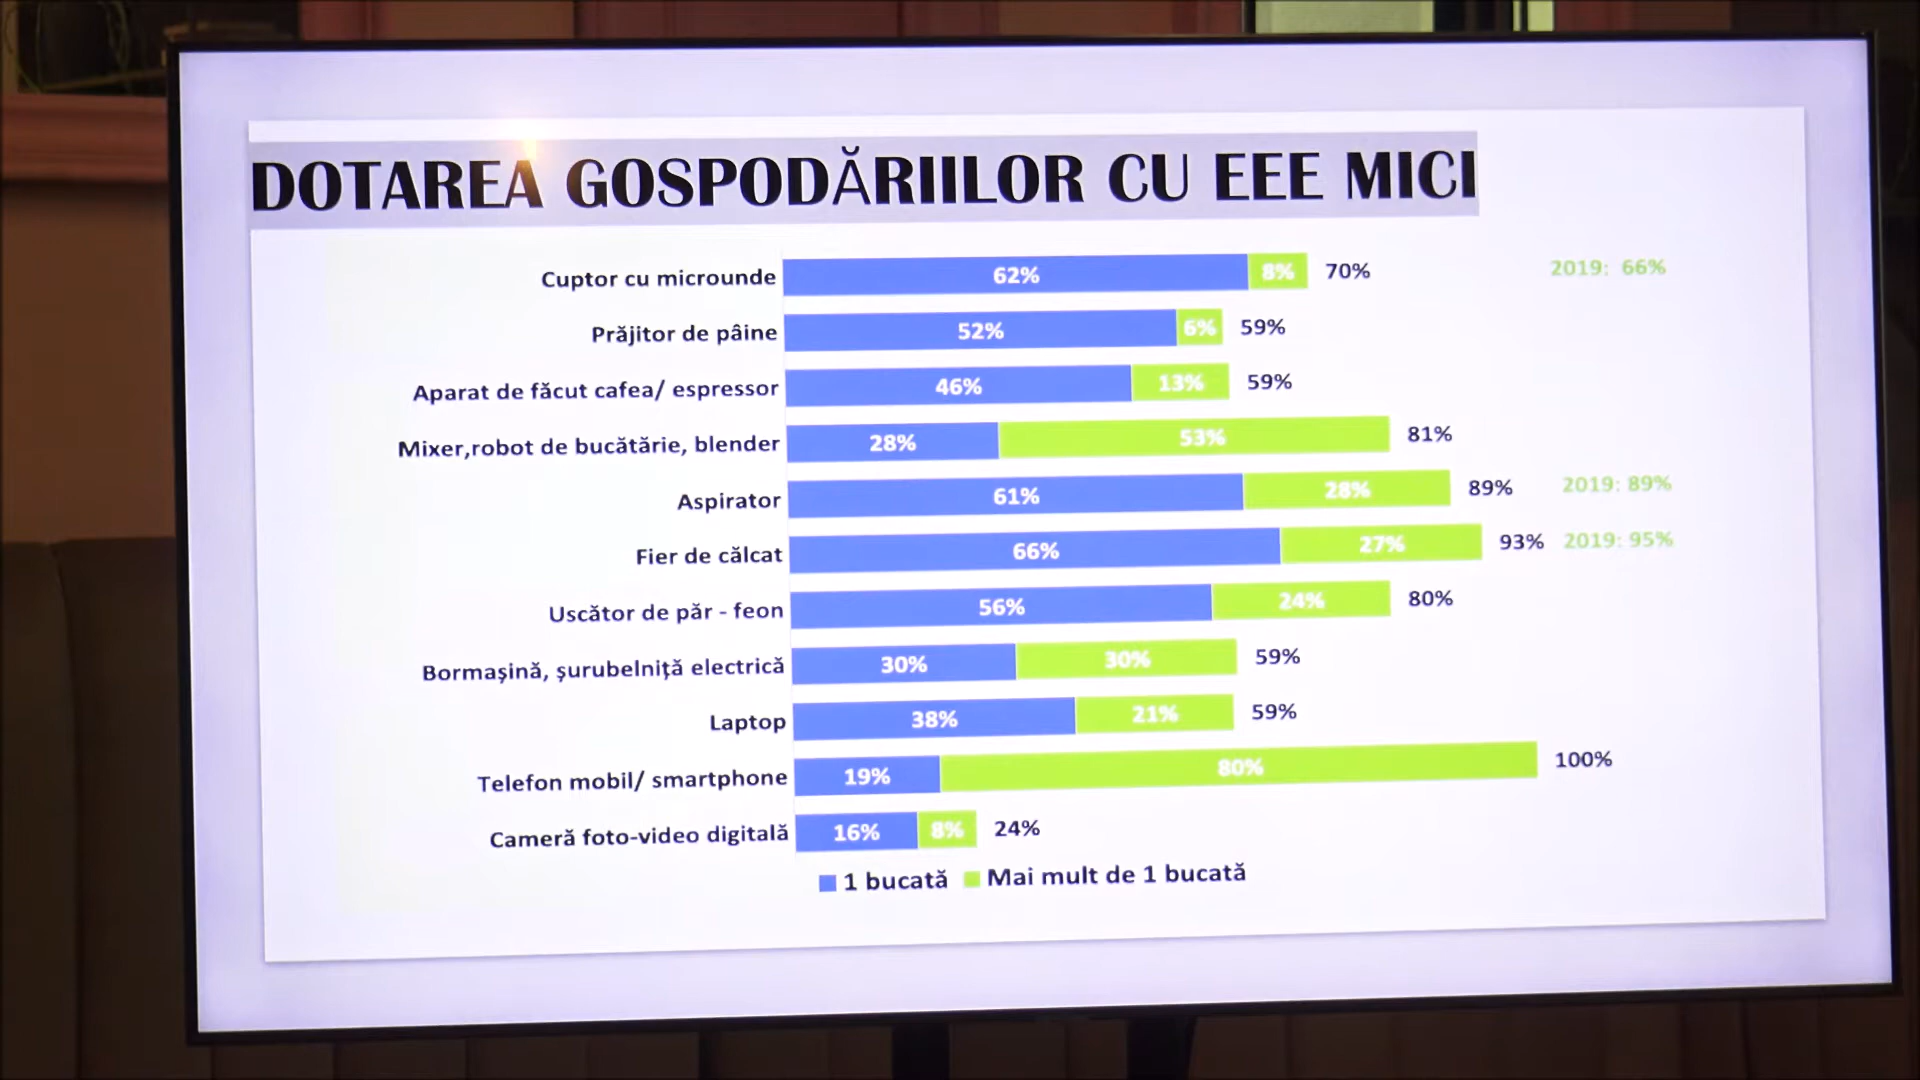 DOTAREA GOSPODĂRIILOR CU EEE MICI
Cuptor cu microunde 62% 8% 70% 2019: 66%
Prăjitor de pâine 52% 6% 59%
Aparat de făcut cafea/ espressor 46% 13% 59%
Mixer,robot de bucătărie, blender 28% 53% 81%
Aspirator 61% 28% 89% 2019: 89%
Fier de călcat 66% 27% 93% 2019: 95%
Uscător de păr - feon 56% 24% 80%
Bormașină, șurubelniță electrică 30% 30% 59%
Laptop 38% 21% 59%
Telefon mobil/ smartphone 19% 80% 100%
Cameră foto-video digitală 16% 8% 24%
1 bucată Mai mult de 1 bucată